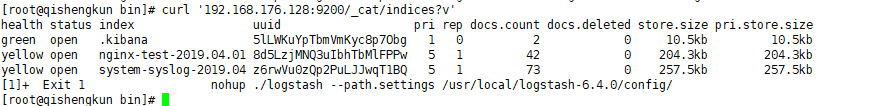 [root@qishengkun bin]# curl '192.168.176.128:9200/_cat/indices?v'
health status index uuid pri rep docs.count docs.deleted store.size pri.store.size
green open .kibana 5lLWKuYpTbmVmKyc8p7Obg 1 0 2 0 10.5kb 10.5kb
yellow open nginx-test-2019.04.01 8d5LzjMNQ3uIbhTbMlFPPw 5 1 42 0 204.3kb 204.3kb
yellow open system-syslog-2019.04 z6rwVu0zQp2PuLJJwqT1BQ 5 1 73 0 257.5kb 257.5kb
[1]+ Exit 1 nohup ./logstash --path.settings /usr/local/logstash-6.4.0/config/
[root@qishengkun bin]#